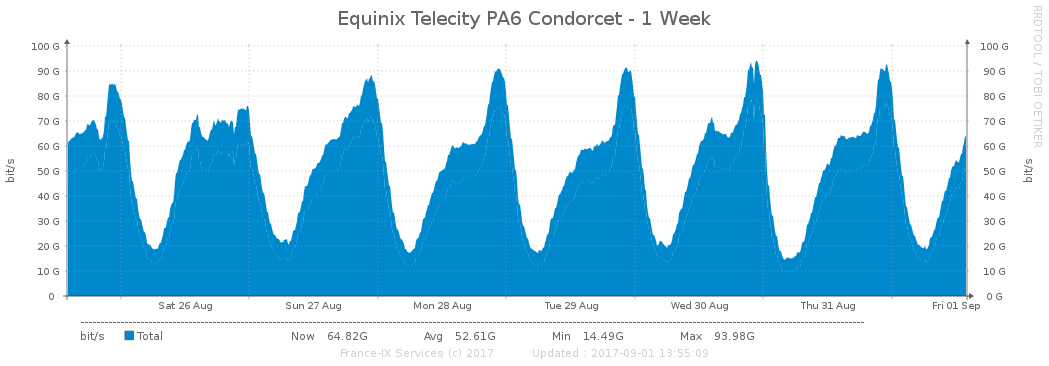 Equinix Telecity PA6 Condorcet - 1 Week
RRDTOOL / TOBI OETIKER
bit/s
100 G 100 G
90 G 90 G
80 G 80 G
70 G 70 G
60 G 60 G
50 G 50 G
40 G 40 G
30 G 30 G
20 G 20 G
10 G 10 G
0 0 G
bit/s
Sat 26 Aug Sun 27 Aug Mon 28 Aug Tue 29 Aug Wed 30 Aug Thu 31 Aug Fri 01 Sep
bit/s Total Now 64.82G Avg 52.61G Min 14.49G Max 93.98G
France-IX Services (c) 2017 Updated : 2017-09-01 13:55:09